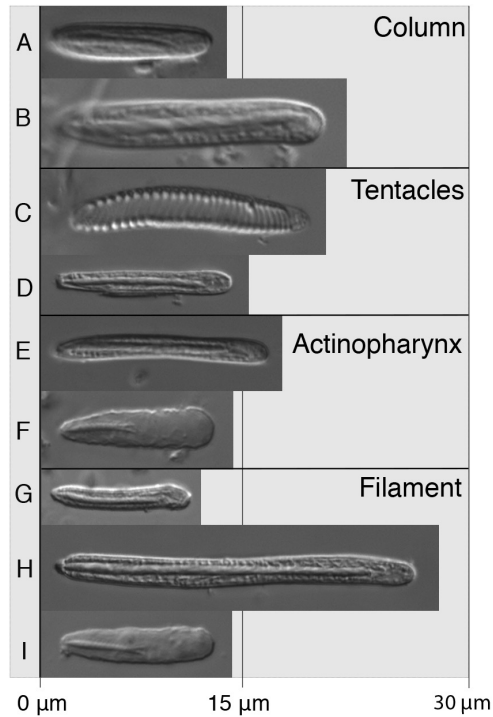 A
Column
B
C
Tentacles
D
E
Actinopharynx
F
G
Filament
H
I
0 μm 15 μm 30 μm